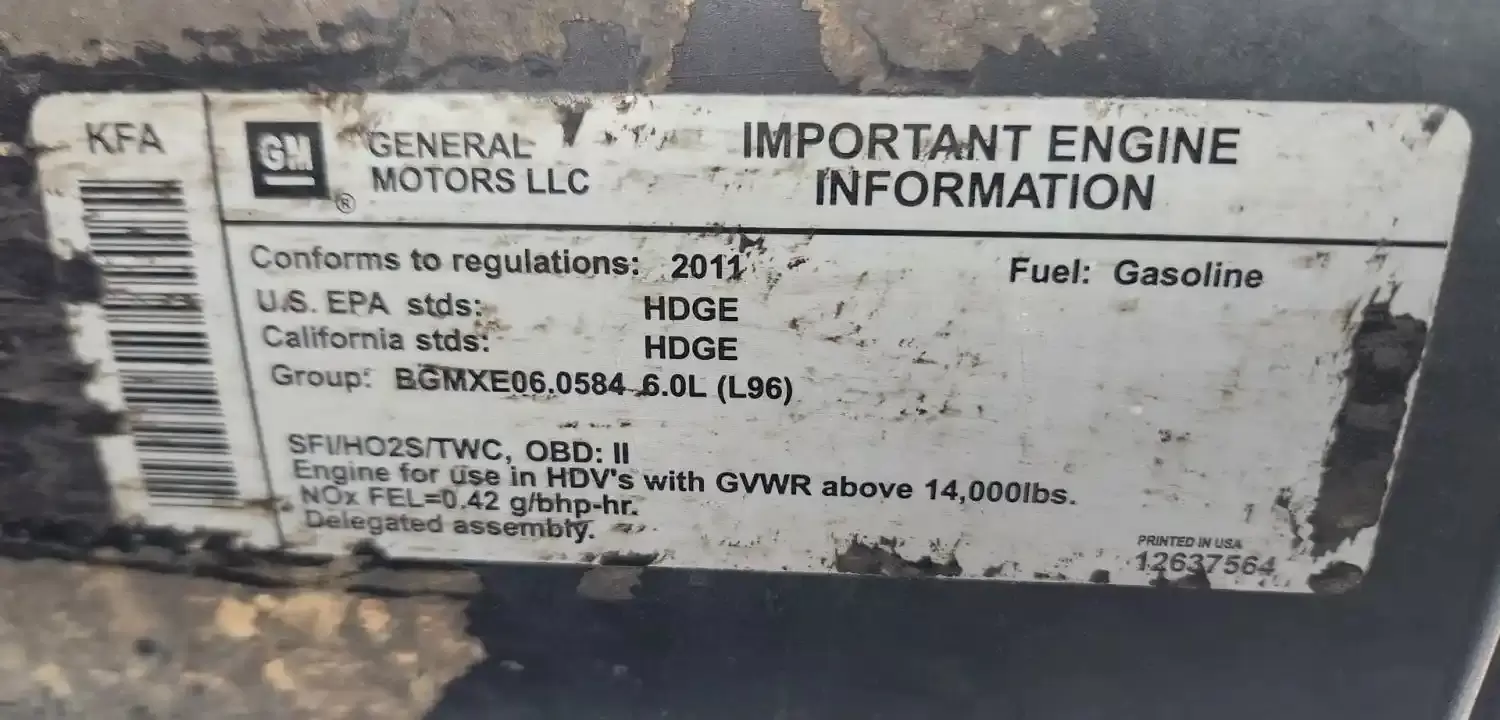 KFA
GM
®
GENERAL
MOTORS LLC
IMPORTANT ENGINE
INFORMATION
Conforms to regulations: 2011
Fuel: Gasoline
U.S. EPA stds: HDGE
California stds: HDGE
Group: BGMXE06.0584 6.0L (L96)
SFI/HO2S/TWC, OBD: II
Engine for use in HDV's with GVWR above 14,000lbs.
NOx FEL=0.42 g/bhp-hr.
Delegated assembly.
PRINTED IN USA
12637564